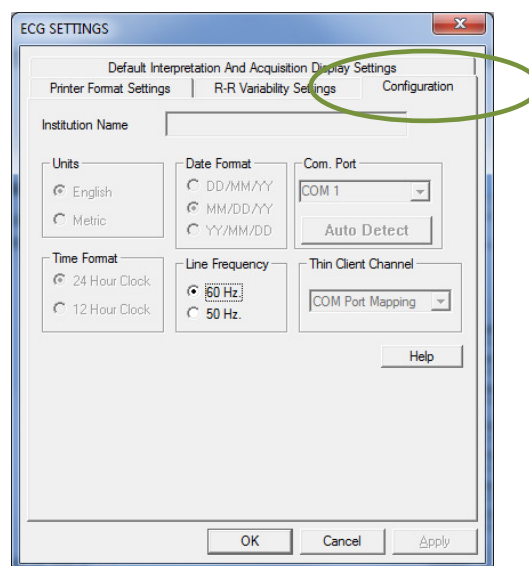 ECG SETTINGS
Default Interpretation And Acquisition Display Settings
Printer Format Settings
R-R Variability Settings
Configuration
Institution Name
Units
English
Metric
Date Format
DD/MM/YY
MM/DD/YY
YY/MM/DD
Com. Port
COM 1
Auto Detect
Time Format
24 Hour Clock
12 Hour Clock
Line Frequency
60 Hz.
50 Hz.
Thin Client Channel
COM Port Mapping
Help
OK
Cancel
Apply